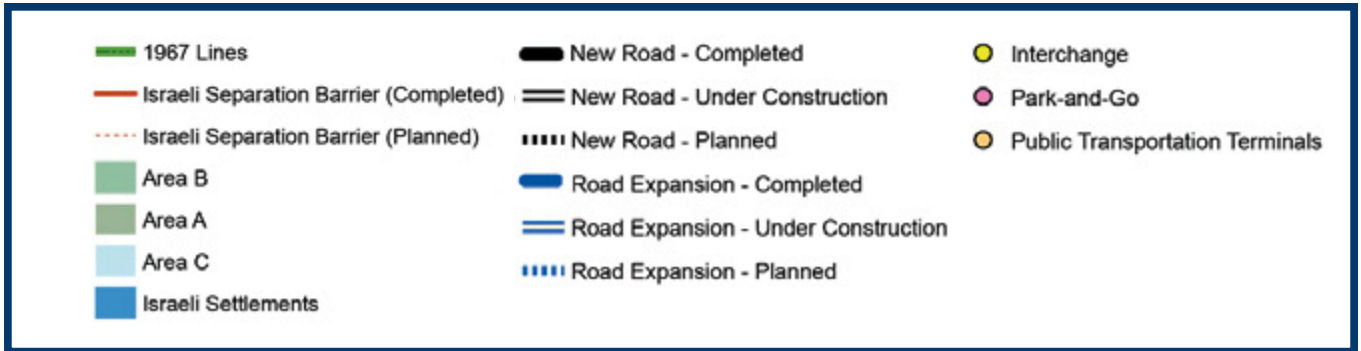 1967 Lines
Israeli Separation Barrier (Completed)
Israeli Separation Barrier (Planned)
Area B
Area A
Area C
Israeli Settlements
New Road - Completed
New Road - Under Construction
New Road - Planned
Road Expansion - Completed
Road Expansion - Under Construction
Road Expansion - Planned
Interchange
Park-and-Go
Public Transportation Terminals